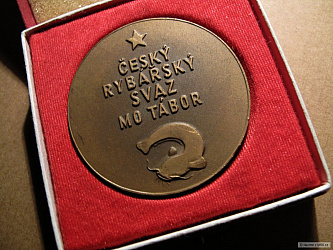 ČESKÝ
RYBÁŘSKÝ
SVAZ
MO TÁBOR